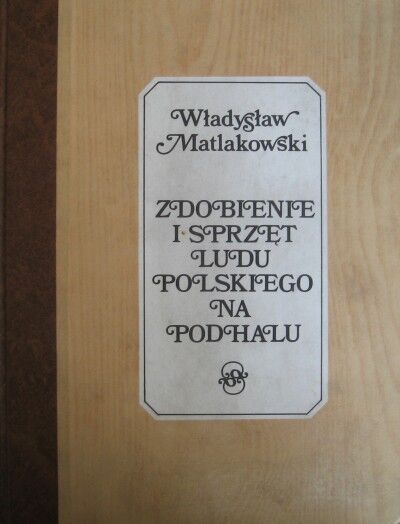 Władysław
Matlakowski
ZDOBIENIE
I SPRZĘT
LUDU
POLSKIEGO
NA
PODHALU